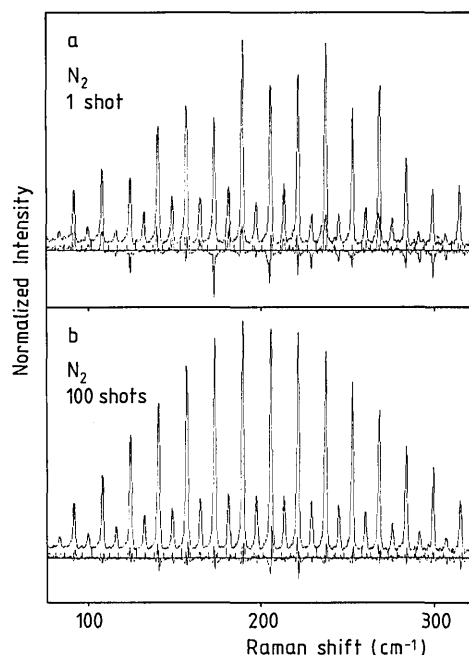 a
N₂
1 shot
Normalized Intensity
b
N₂
100 shots
100
200
300
Raman shift (cm⁻¹)